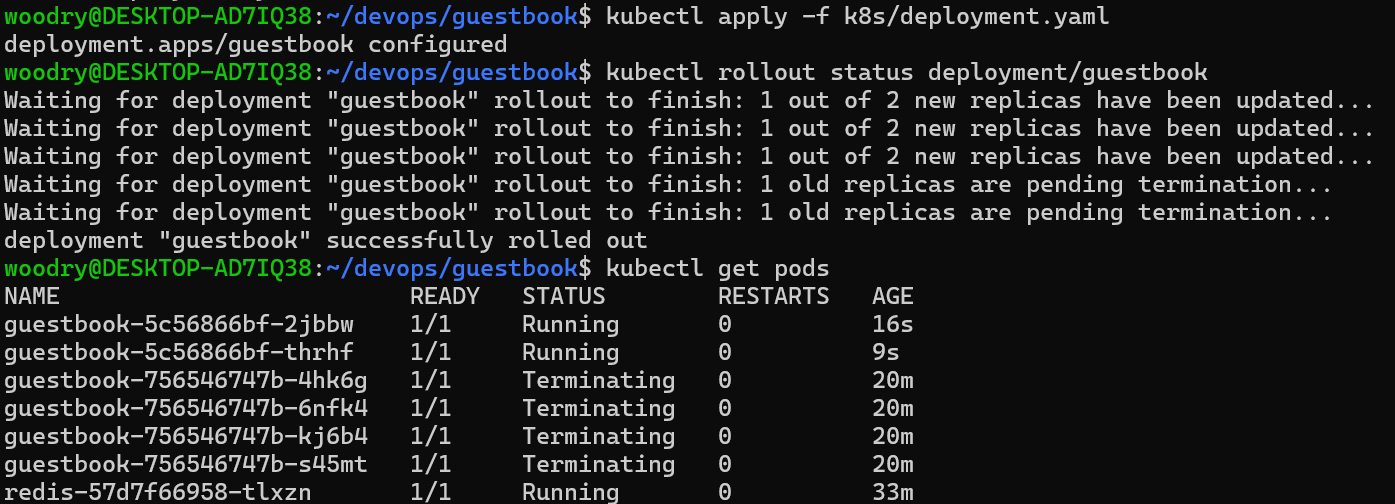 woodry@DESKTOP-AD7IQ38:~/devops/guestbook$ kubectl apply -f k8s/deployment.yaml
deployment.apps/guestbook configured
woodry@DESKTOP-AD7IQ38:~/devops/guestbook$ kubectl rollout status deployment/guestbook
Waiting for deployment "guestbook" rollout to finish: 1 out of 2 new replicas have been updated...
Waiting for deployment "guestbook" rollout to finish: 1 out of 2 new replicas have been updated...
Waiting for deployment "guestbook" rollout to finish: 1 out of 2 new replicas have been updated...
Waiting for deployment "guestbook" rollout to finish: 1 old replicas are pending termination...
Waiting for deployment "guestbook" rollout to finish: 1 old replicas are pending termination...
deployment "guestbook" successfully rolled out
woodry@DESKTOP-AD7IQ38:~/devops/guestbook$ kubectl get pods
NAME                         READY   STATUS        RESTARTS   AGE
guestbook-5c56866bf-2jbbw    1/1     Running       0          16s
guestbook-5c56866bf-thrhf    1/1     Running       0          9s
guestbook-756546747b-4hk6g   1/1     Terminating   0          20m
guestbook-756546747b-6nfk4   1/1     Terminating   0          20m
guestbook-756546747b-kj6b4   1/1     Terminating   0          20m
guestbook-756546747b-s45mt   1/1     Terminating   0          20m
redis-57d7f66958-tlxzn       1/1     Running       0          33m